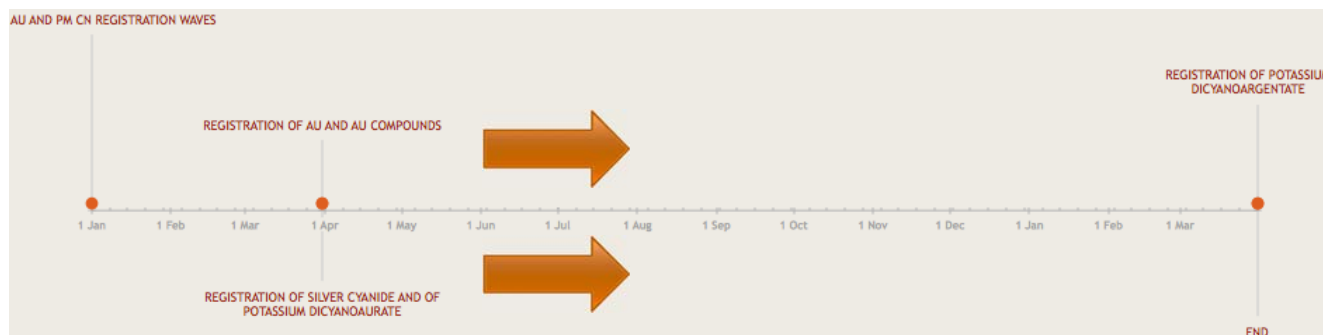 AU AND PM CN REGISTRATION WAVES
REGISTRATION OF POTASSIUM
DICYANOARGENTATE
REGISTRATION OF AU AND AU COMPOUNDS
1 Jan
1 Feb
1 Mar
1 Apr
1 May
1 Jun
1 Jul
1 Aug
1 Sep
1 Oct
1 Nov
1 Dec
1 Jan
1 Feb
1 Mar
REGISTRATION OF SILVER CYANIDE AND OF
POTASSIUM DICYANOAURATE
END